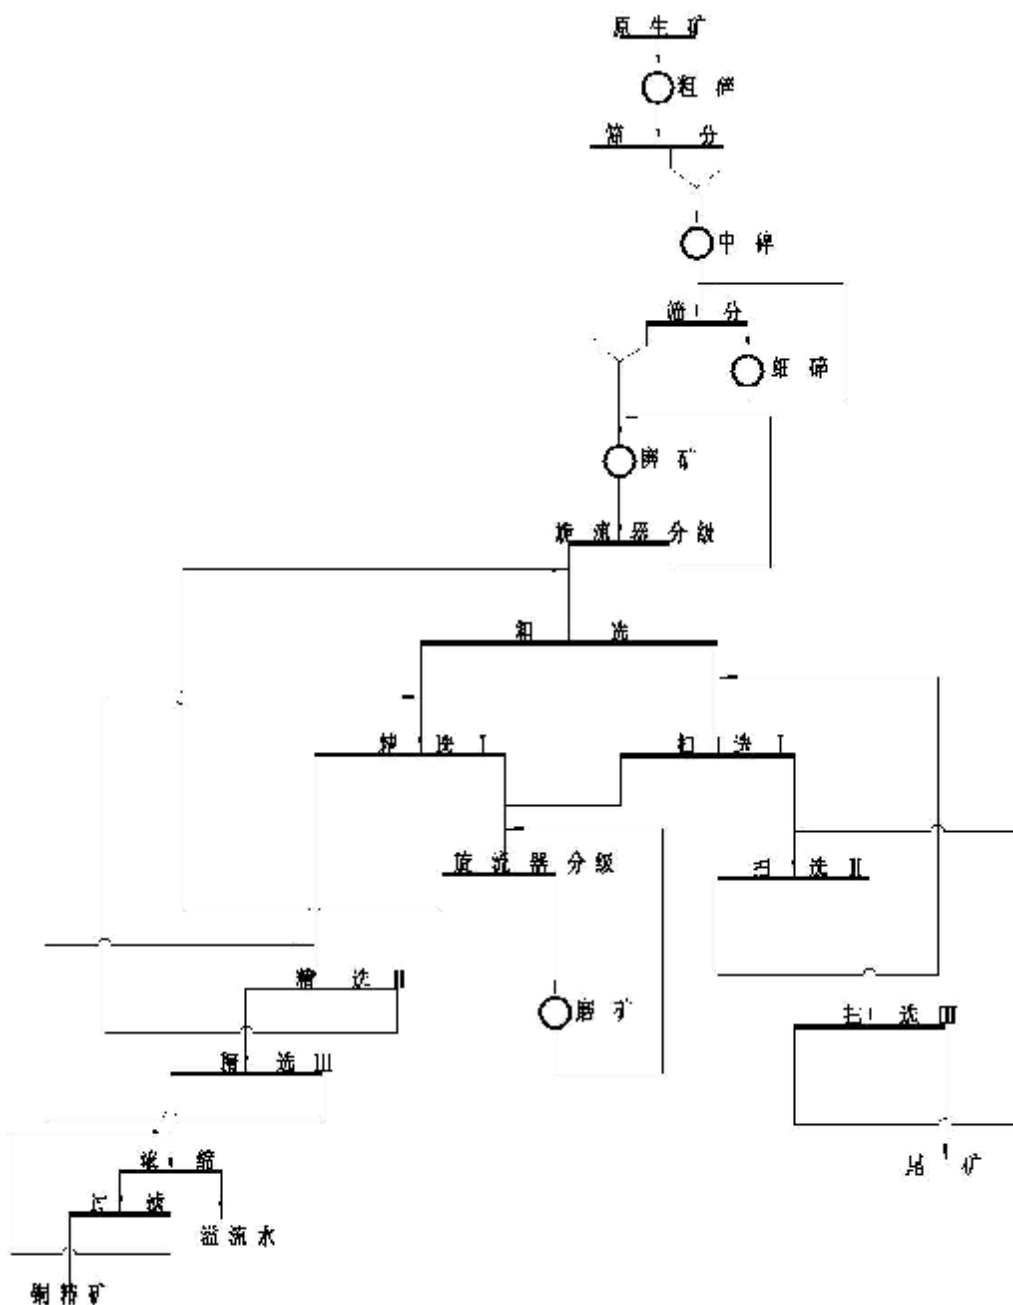 原生矿
粗碎
筛分
中碎
筛分
细碎
磨矿
旋流器分级
粗选
精选Ⅰ
扫选Ⅰ
旋流器分级
扫选Ⅱ
精选Ⅱ
磨矿
扫选Ⅲ
精选Ⅲ
浓缩
尾矿
过滤
溢流水
铜精矿